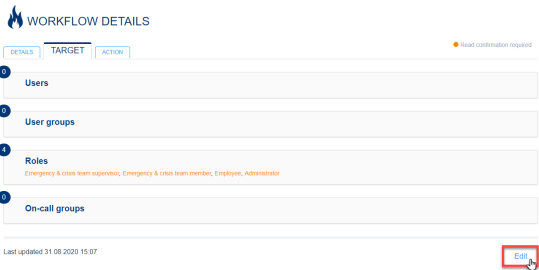 WORKFLOW DETAILS
DETAILS TARGET ACTION
Read confirmation required
0
Users
0
User groups
4
Roles
Emergency & crisis team supervisor, Emergency & crisis team member, Employee, Administrator
0
On-call groups
Last updated 31 08 2020 15:07
Edit